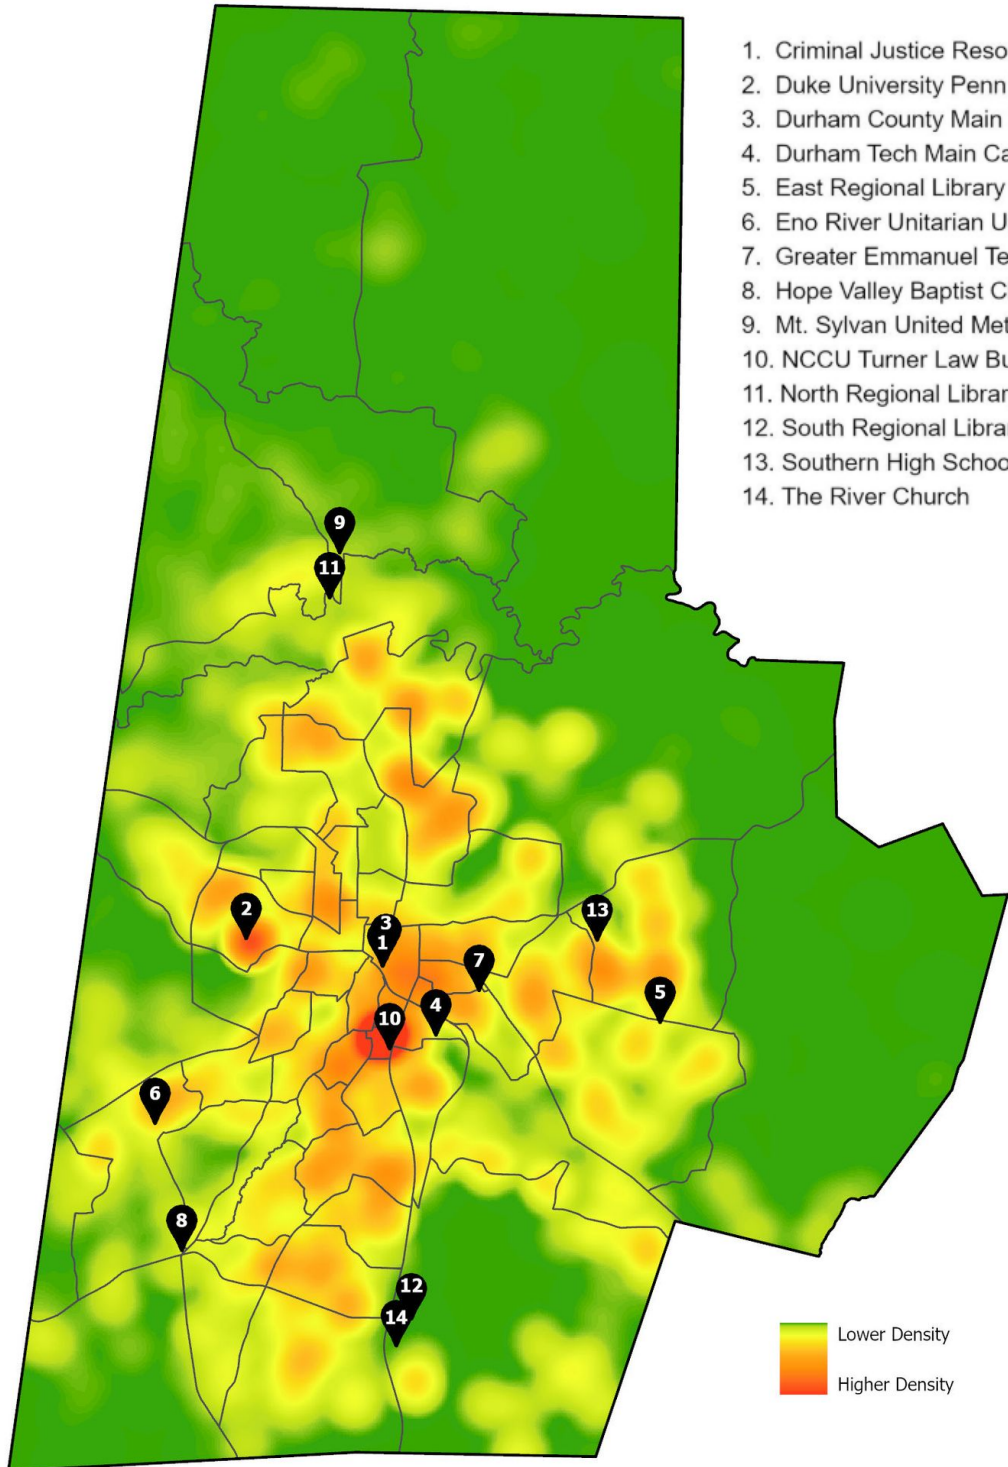 1. Criminal Justice Reso
2. Duke University Penn
3. Durham County Main
4. Durham Tech Main Ca
5. East Regional Library
6. Eno River Unitarian U
7. Greater Emmanuel Te
8. Hope Valley Baptist C
9. Mt. Sylvan United Met
10. NCCU Turner Law Bu
11. North Regional Librar
12. South Regional Librar
13. Southern High Schoo
14. The River Church
9
11
2
3
1
13
7
5
4
10
6
8
12
14
Lower Density
Higher Density